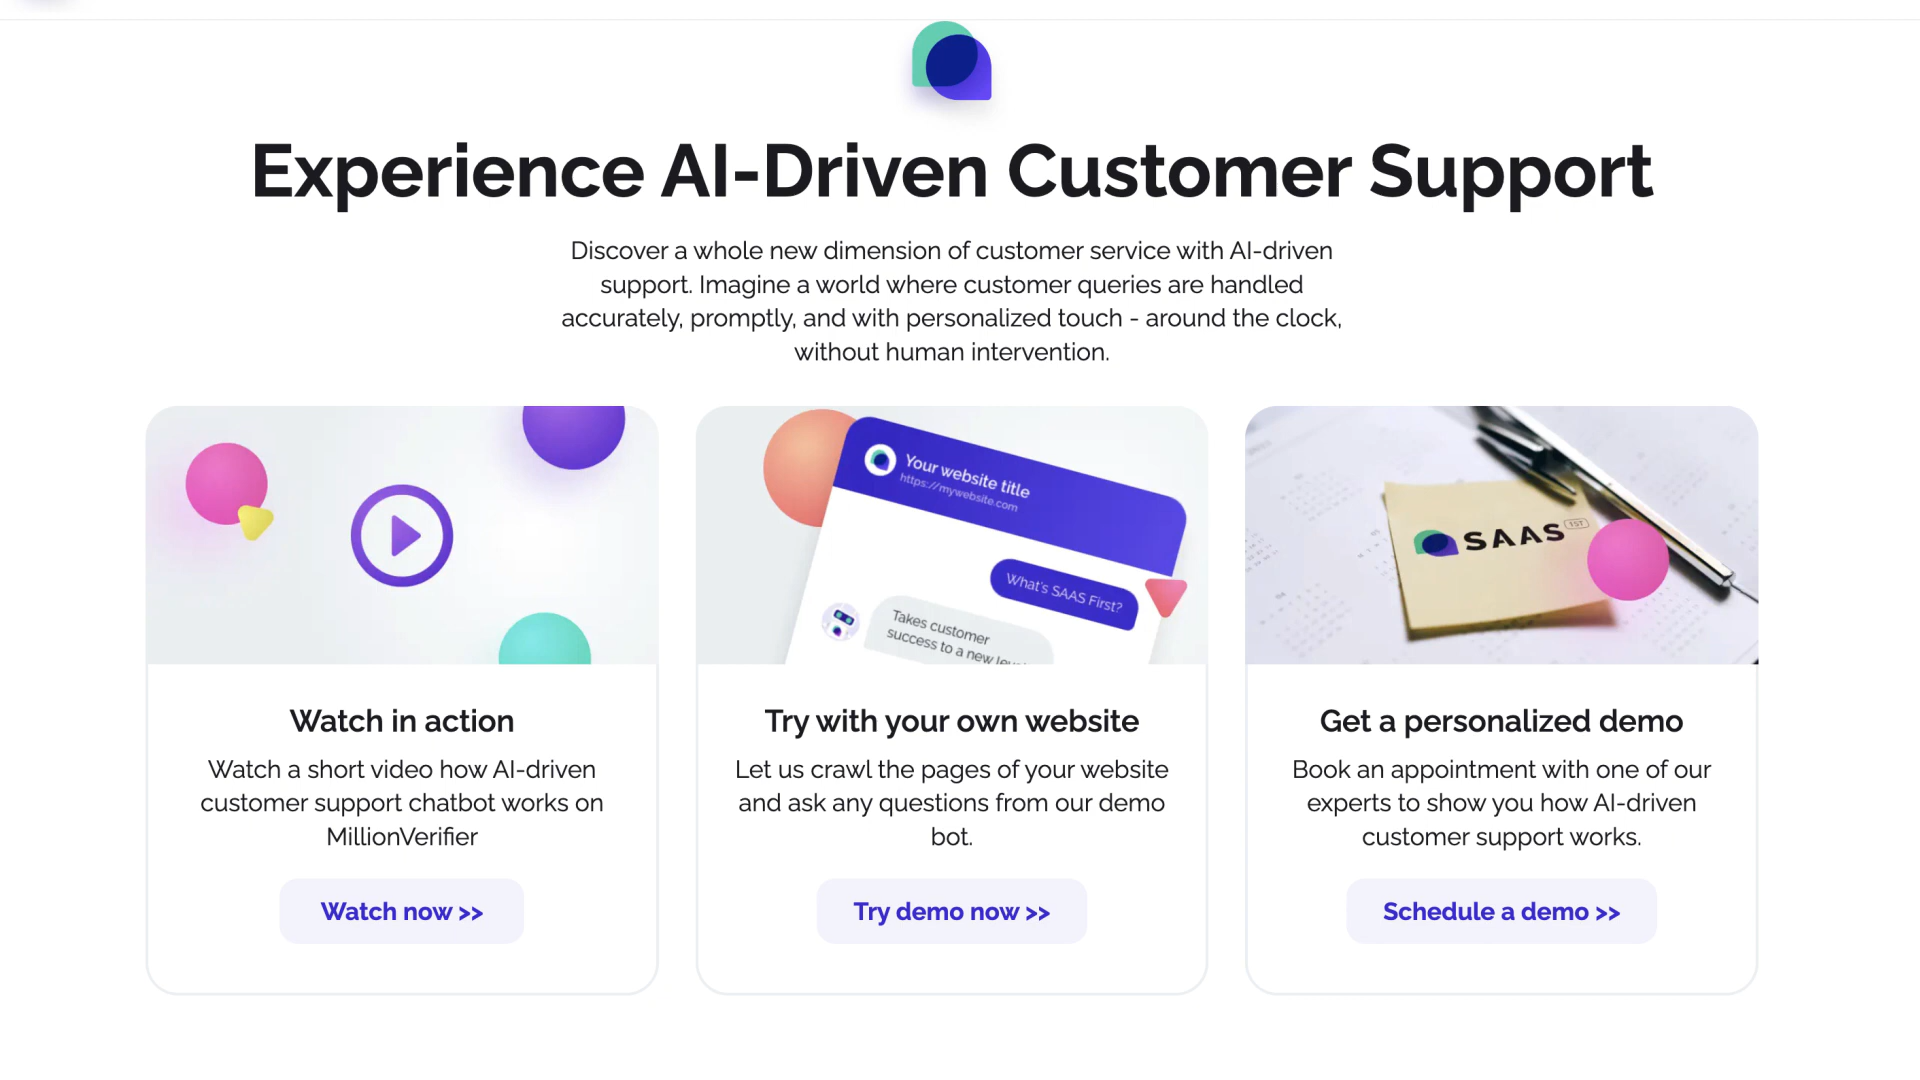 Experience AI-Driven Customer Support
Discover a whole new dimension of customer service with AI-driven
support. Imagine a world where customer queries are handled
accurately, promptly, and with personalized touch - around the clock,
without human intervention.
Your website title
https://mywebsite.com
What's SAAS First?
Takes customer
success to a new
SAAS 1ST
Watch in action
Watch a short video how AI-driven
customer support chatbot works on
MillionVerifier
Watch now >>
Try with your own website
Let us crawl the pages of your website
and ask any questions from our demo
bot.
Try demo now >>
Get a personalized demo
Book an appointment with one of our
experts to show you how AI-driven
customer support works.
Schedule a demo >>